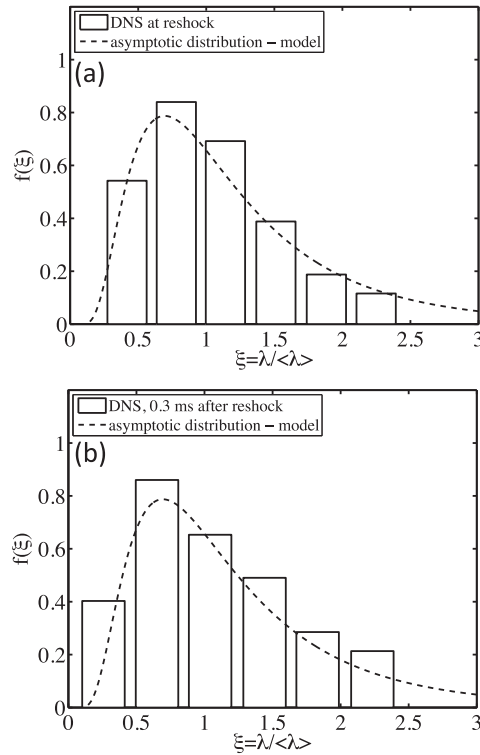 DNS at reshock
asymptotic distribution – model
(a)
1
0.8
0.6
0.4
0.2
0
f(ξ)
0.5 1 1.5 2 2.5 3
ξ=λ/<λ>
DNS, 0.3 ms after reshock
asymptotic distribution – model
(b)
1
0.8
0.6
0.4
0.2
0
f(ξ)
0 0.5 1 1.5 2 2.5 3
ξ=λ/<λ>